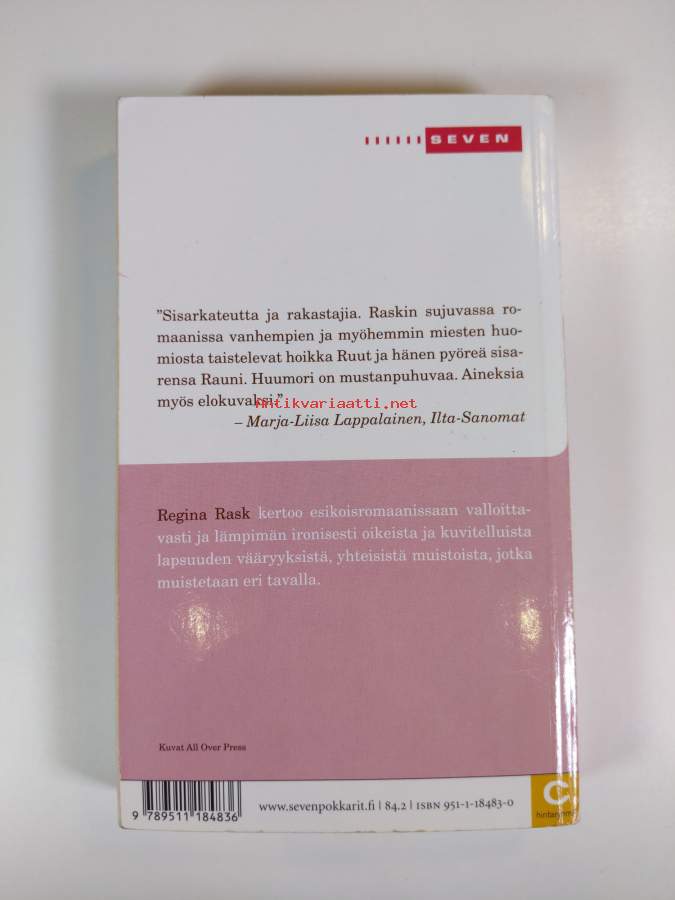 SEVEN
”Sisarkateutta ja rakastajia. Raskin sujuvassa ro-
maanissa vanhempien ja myöhemmin miesten huo-
miosta taistelevat hoikka Ruut ja hänen pyöreä sisa-
rensa Rauni. Huumori on mustanpuhuvaa. Aineksia
myös elokuvaksi.”
Antikvariaatti.net
– Marja-Liisa Lappalainen, Ilta-Sanomat
Regina Rask kertoo esikoisromaanissaan valloitta-
vasti ja lämpimän ironisesti oikeista ja kuvitelluista
lapsuuden vääryyksistä, yhteisistä muistoista, jotka
muistetaan eri tavalla.
Kuvat All Over Press
www.sevenpokkarit.fi | 84.2 | ISBN 951-1-18483-0
9 789511 184836
C